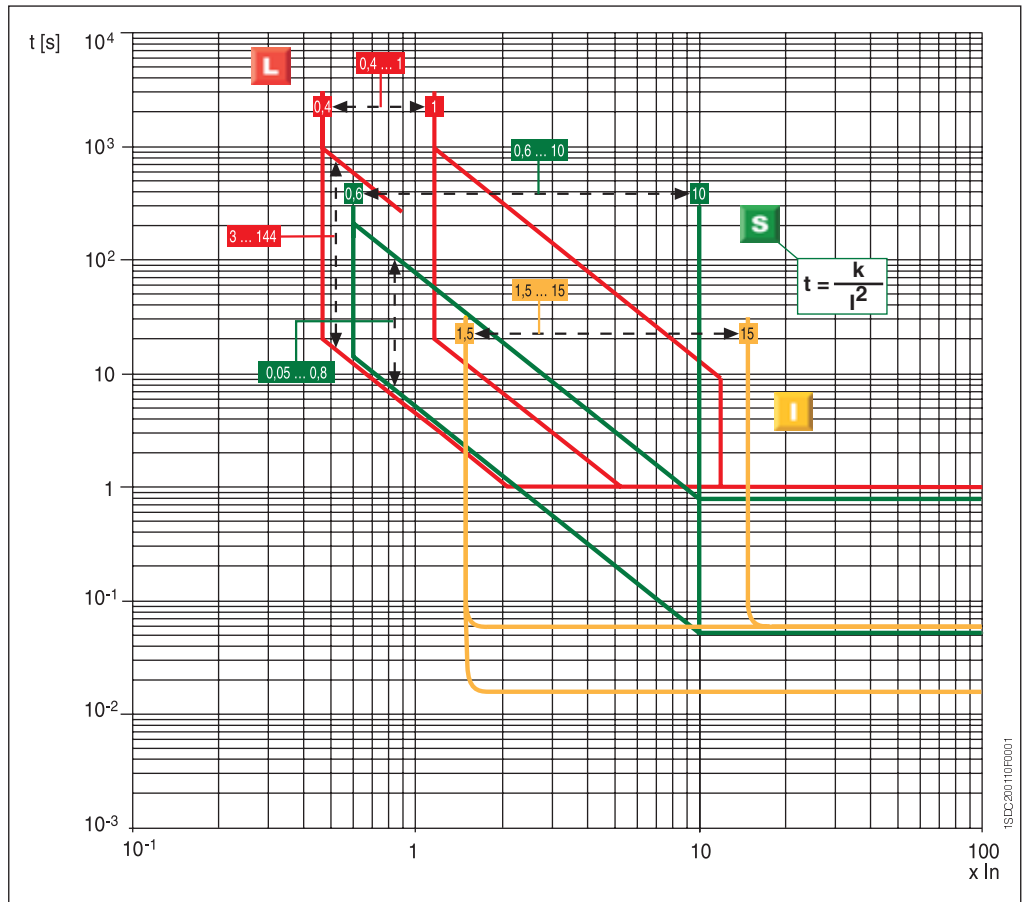 t [s]
10⁴
L
0,4 ... 1
0,4
1
10³
0,6 ... 10
0,6
10
S
3 ... 144
10²
t = k / I²
1,5 ... 15
1,5
15
0,05 ... 0,8
10
I
1
10⁻¹
10⁻²
10⁻³
10⁻¹
1
10
100
x In
1SDC200110F0001